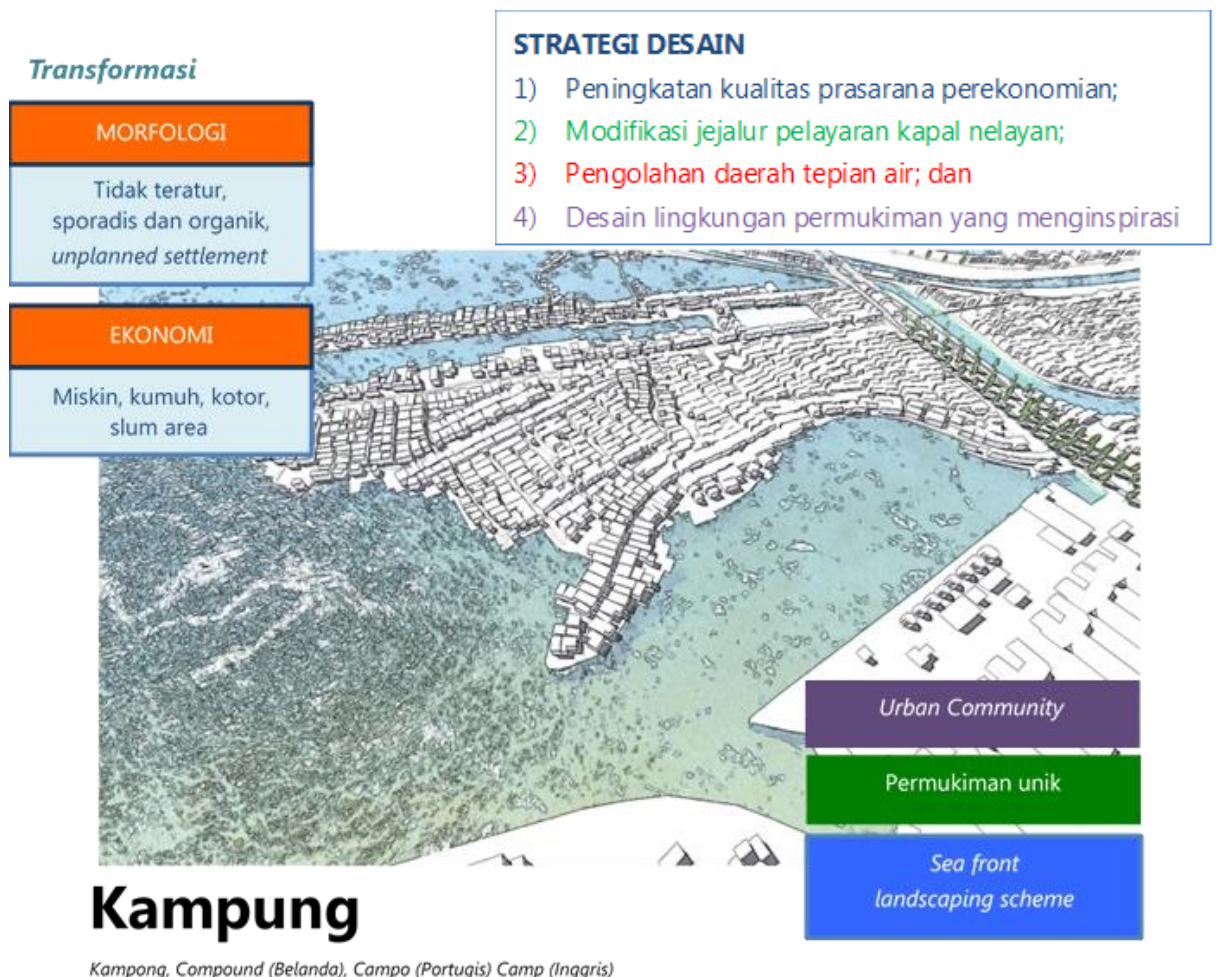 Transformasi
MORFOLOGI
Tidak teratur,
sporadis dan organik,
unplanned settlement
EKONOMI
Miskin, kumuh, kotor,
slum area
STRATEGI DESAIN
1) Peningkatan kualitas prasarana perekonomian;
2) Modifikasi jejalur pelayaran kapal nelayan;
3) Pengolahan daerah tepian air; dan
4) Desain lingkungan permukiman yang menginspirasi
Urban Community
Permukiman unik
Sea front
landscaping scheme
Kampung
Kampong, Compound (Belanda), Campo (Portugis) Camp (Inggris)